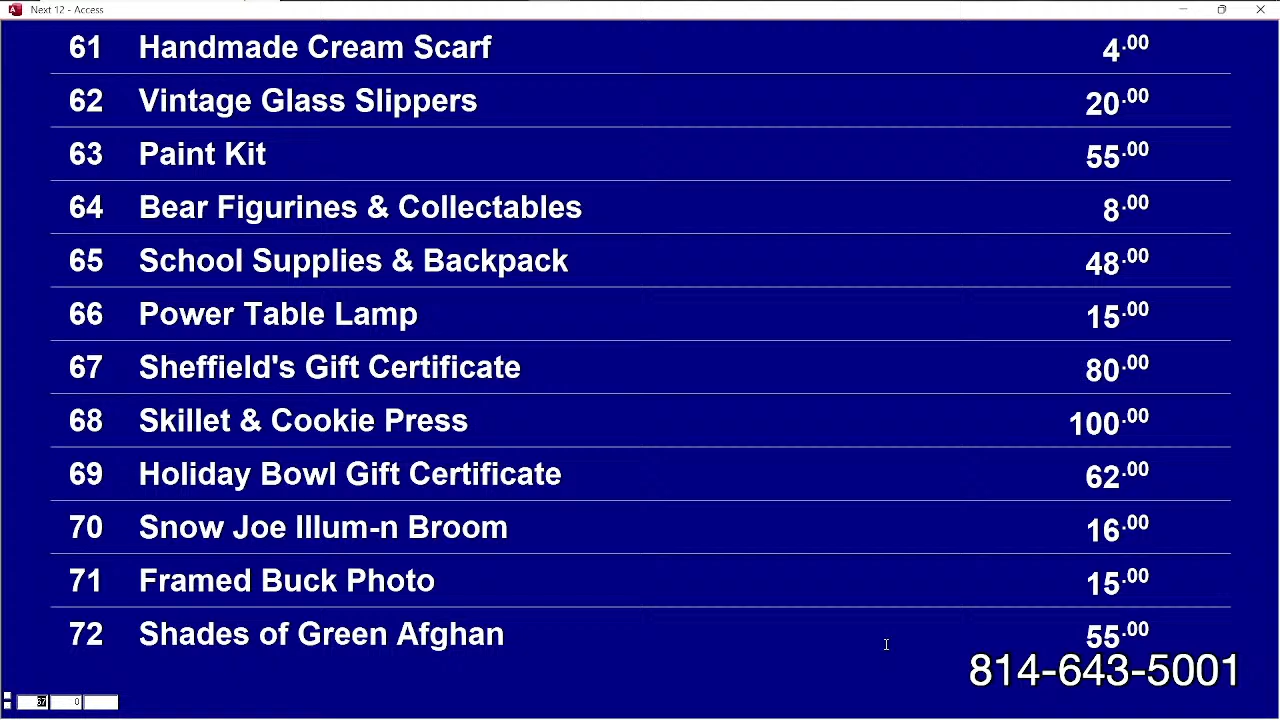 Next 12 - Access
61 Handmade Cream Scarf 4.00
62 Vintage Glass Slippers 20.00
63 Paint Kit 55.00
64 Bear Figurines & Collectables 8.00
65 School Supplies & Backpack 48.00
66 Power Table Lamp 15.00
67 Sheffield's Gift Certificate 80.00
68 Skillet & Cookie Press 100.00
69 Holiday Bowl Gift Certificate 62.00
70 Snow Joe Illum-n Broom 16.00
71 Framed Buck Photo 15.00
72 Shades of Green Afghan 55.00
814-643-5001
67 0